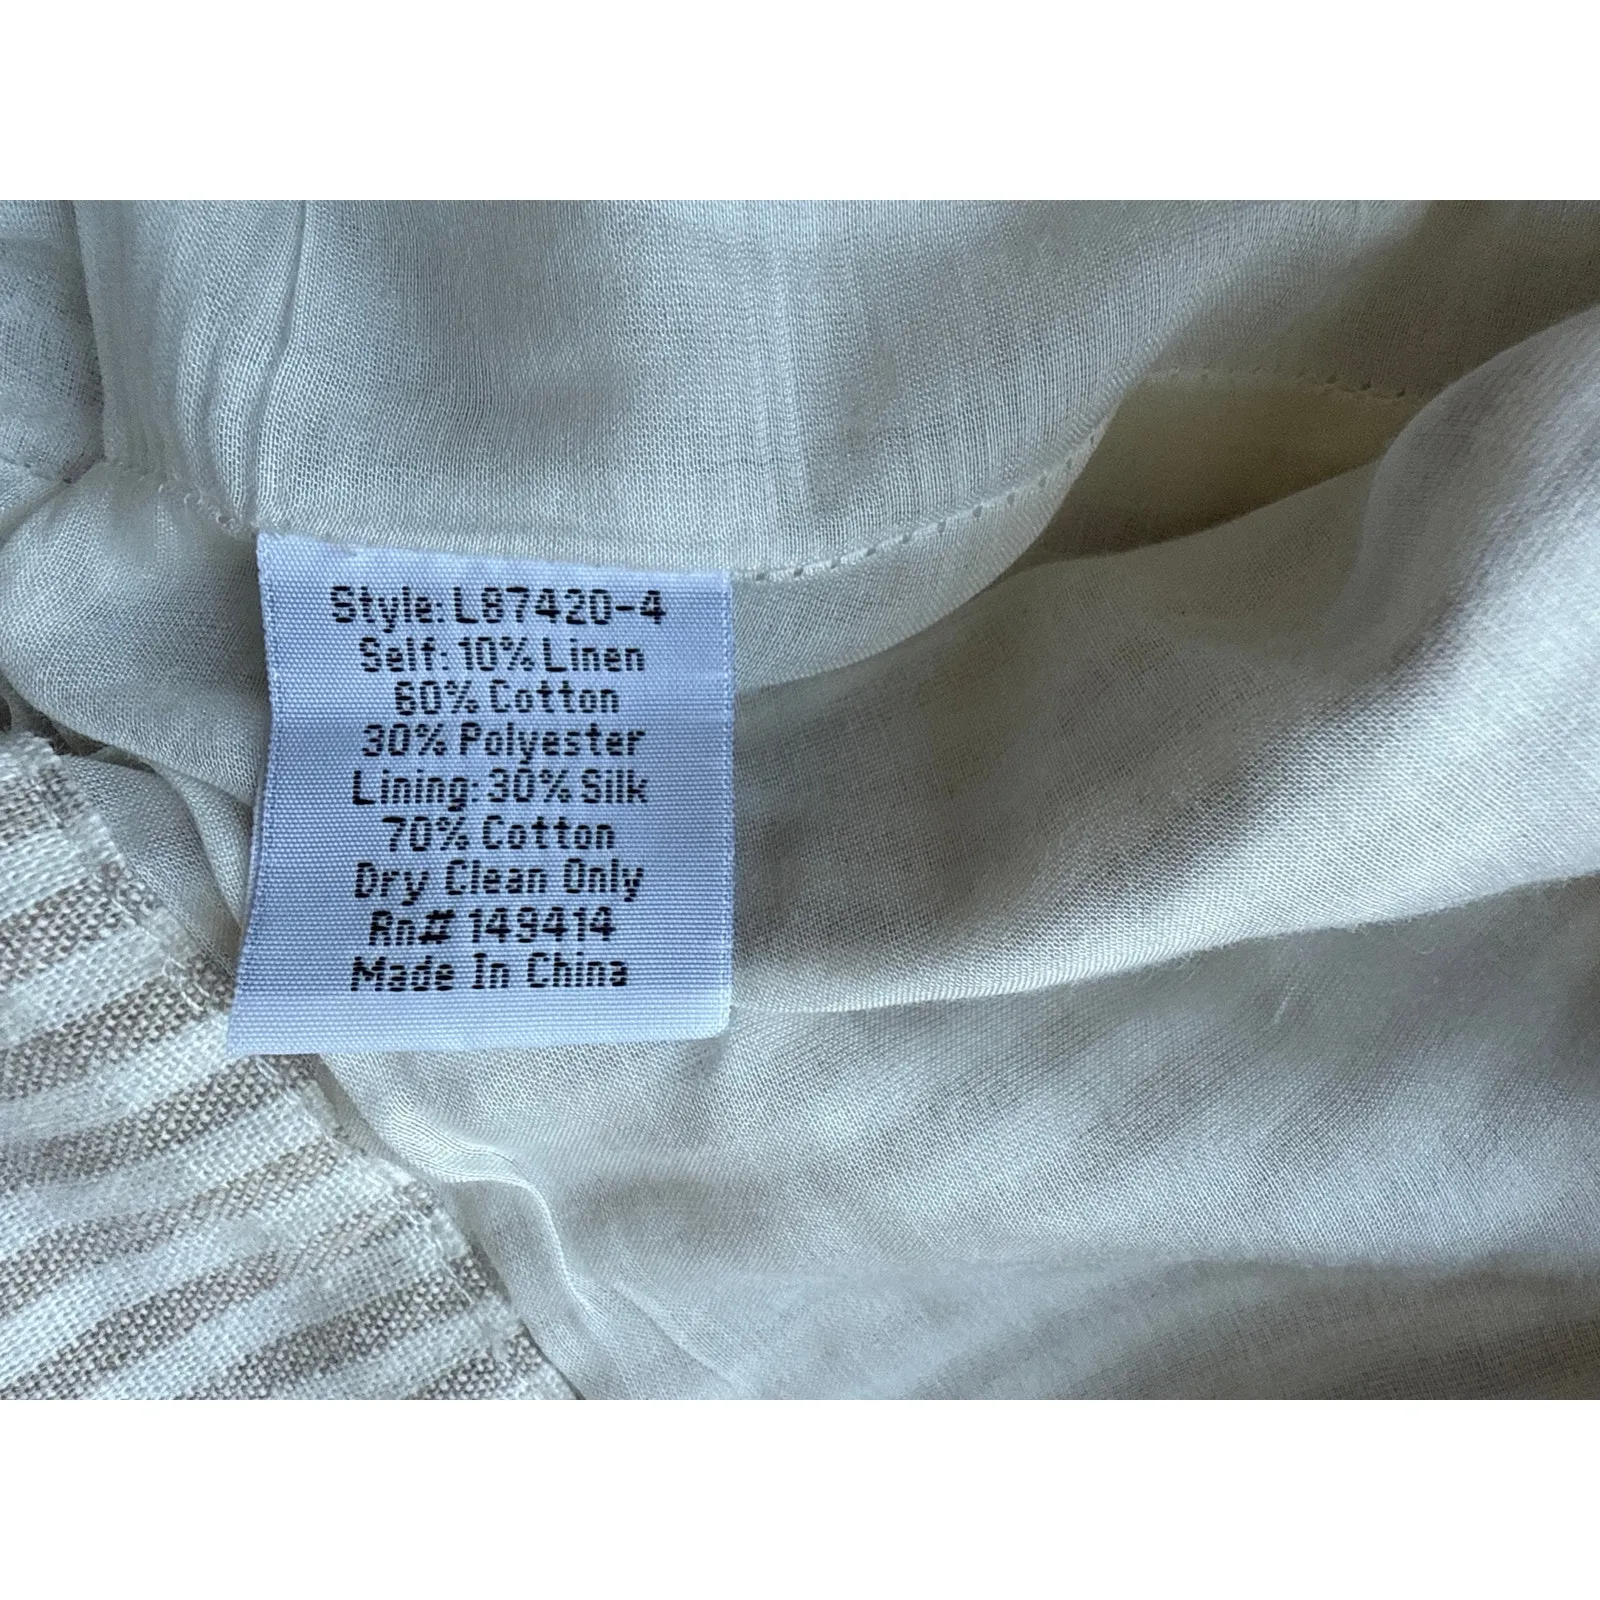 Style: L87420-4
Self: 10% Linen
60% Cotton
30% Polyester
Lining: 30% Silk
70% Cotton
Dry Clean Only
Rn# 149414
Made In China